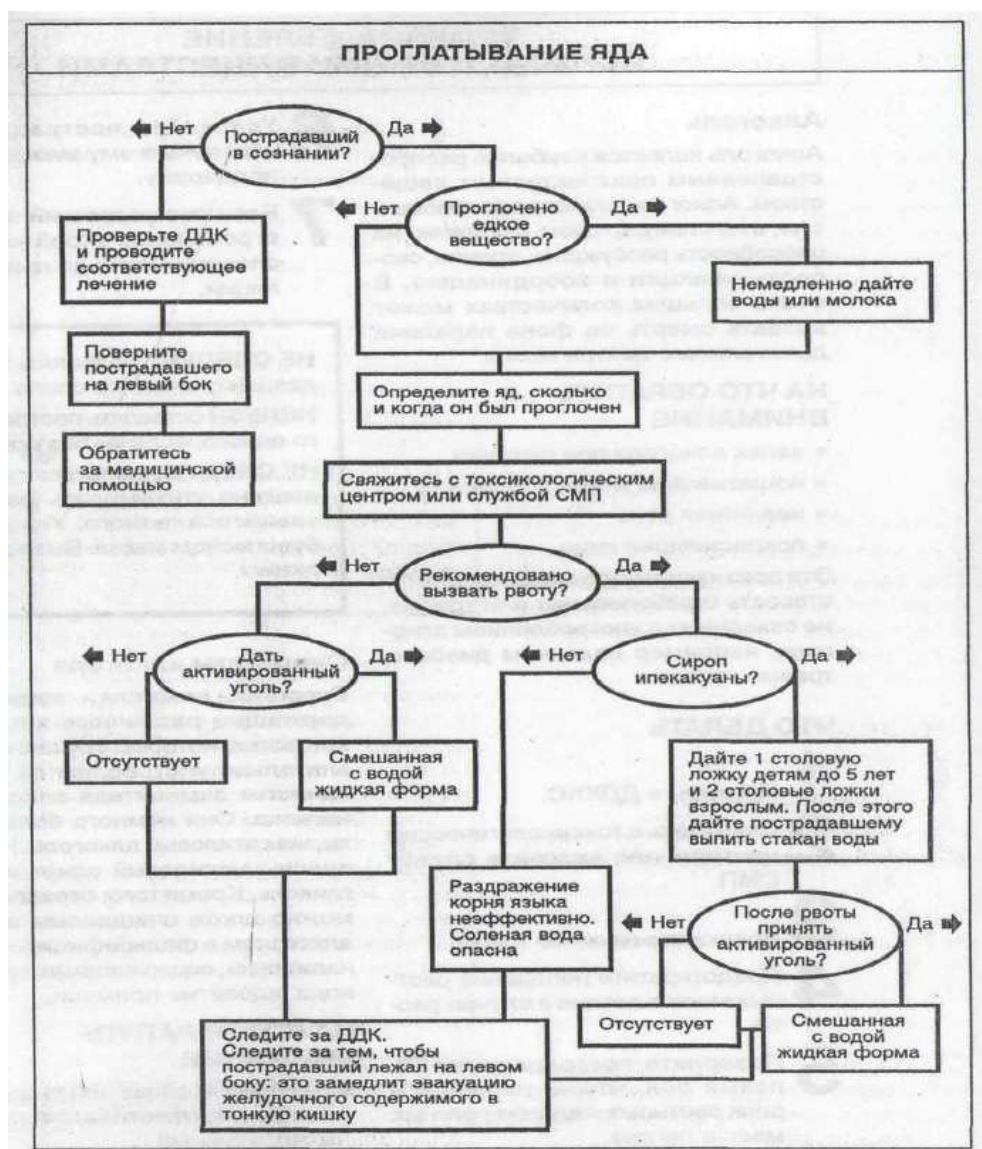 ПРОГЛАТЫВАНИЕ ЯДА
Нет
Пострадавший
в сознании?
Да
Проверьте ДДК
и проводите
соответствующее
лечение
Поверните
пострадавшего
на левый бок
Обратитесь
за медицинской
помощью
Нет
Проглочено
едкое
вещество?
Да
Немедленно дайте
воды или молока
Определите яд, сколько
и когда он был проглочен
Свяжитесь с токсикологическим
центром или службой СМП
Нет
Рекомендовано
вызвать рвоту?
Да
Нет
Дать
активированный
уголь?
Да
Отсутствует
Смешанная
с водой
жидкая форма
Нет
Сироп
ипекакуаны?
Да
Дайте 1 столовую
ложку детям до 5 лет
и 2 столовые ложки
взрослым. После этого
дайте пострадавшему
выпить стакан воды
Раздражение
корня языка
неэффективно.
Соленая вода
опасна
Нет
После рвоты
принять
активированный
уголь?
Да
Отсутствует
Смешанная
с водой
жидкая форма
Следите за ДДК.
Следите за тем, чтобы
пострадавший лежал на левом
боку: это замедлит эвакуацию
желудочного содержимого в
тонкую кишку